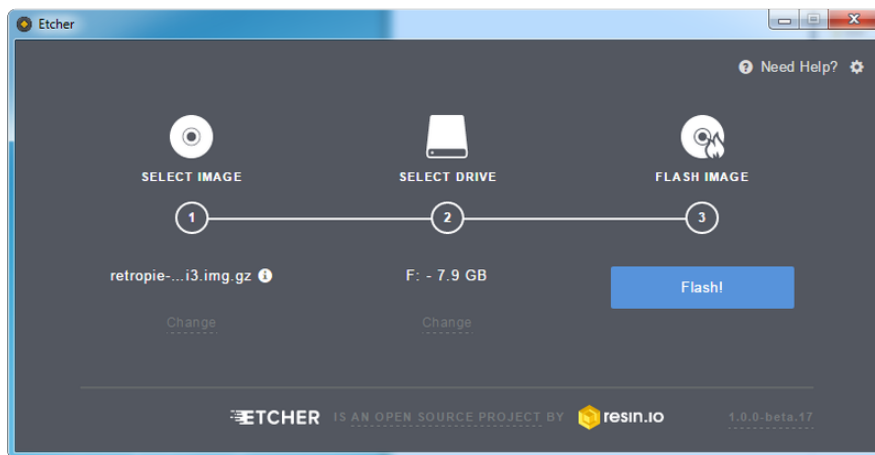 Etcher
Need Help?
SELECT IMAGE
SELECT DRIVE
FLASH IMAGE
1
2
3
retropie-...i3.img.gz
F: - 7.9 GB
Flash!
Change
Change
ETCHER IS AN OPEN SOURCE PROJECT BY resin.io 1.0.0-beta.17